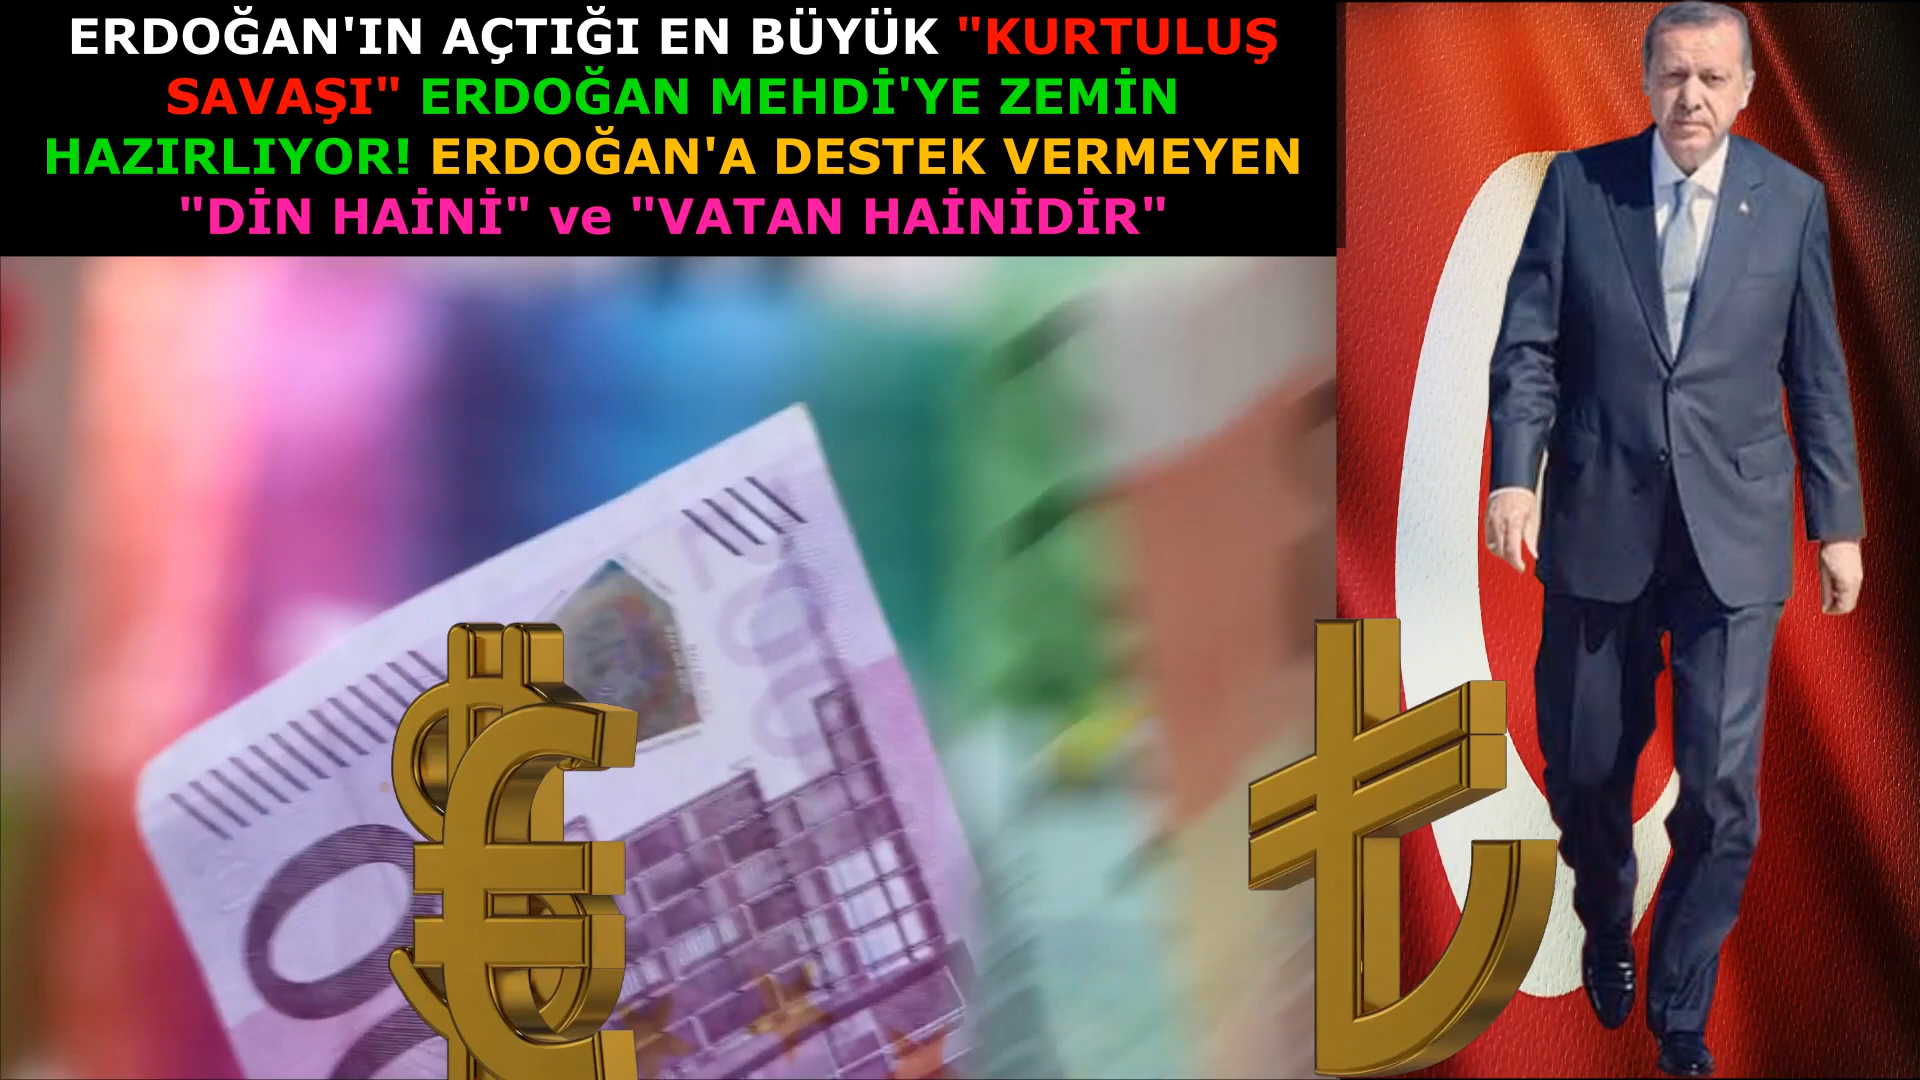 ERDOĞAN'IN AÇTIĞI EN BÜYÜK "KURTULUŞ
SAVAŞI" ERDOĞAN MEHDİ'YE ZEMİN
HAZIRLIYOR! ERDOĞAN'A DESTEK VERMEYEN
"DİN HAİNİ" ve "VATAN HAİNİDİR"